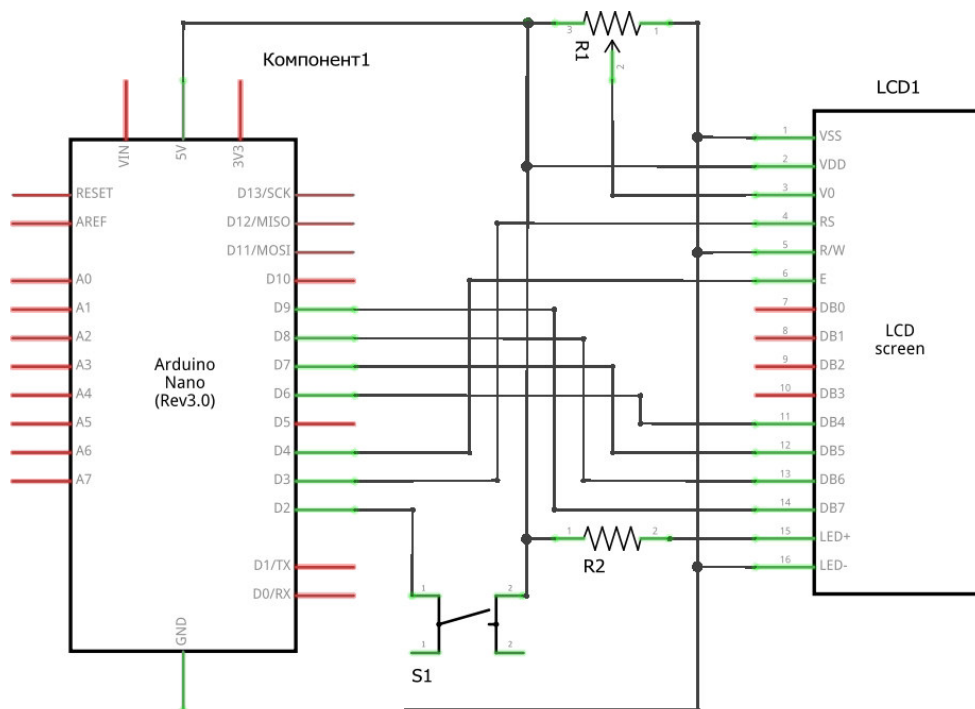 3
1
R1
2
Компонент1
LCD1
VIN
5V
3V3
1 VSS
2 VDD
3 V0
4 RS
5 R/W
6 E
7 DB0
8 DB1
9 DB2
10 DB3
11 DB4
12 DB5
13 DB6
14 DB7
15 LED+
16 LED-
LCD
screen
RESET
AREF
A0
A1
A2
A3
A4
A5
A6
A7
Arduino
Nano
(Rev3.0)
D13/SCK
D12/MISO
D11/MOSI
D10
D9
D8
D7
D6
D5
D4
D3
D2
D1/TX
D0/RX
GND
1
2
R2
1
2
1
2
S1